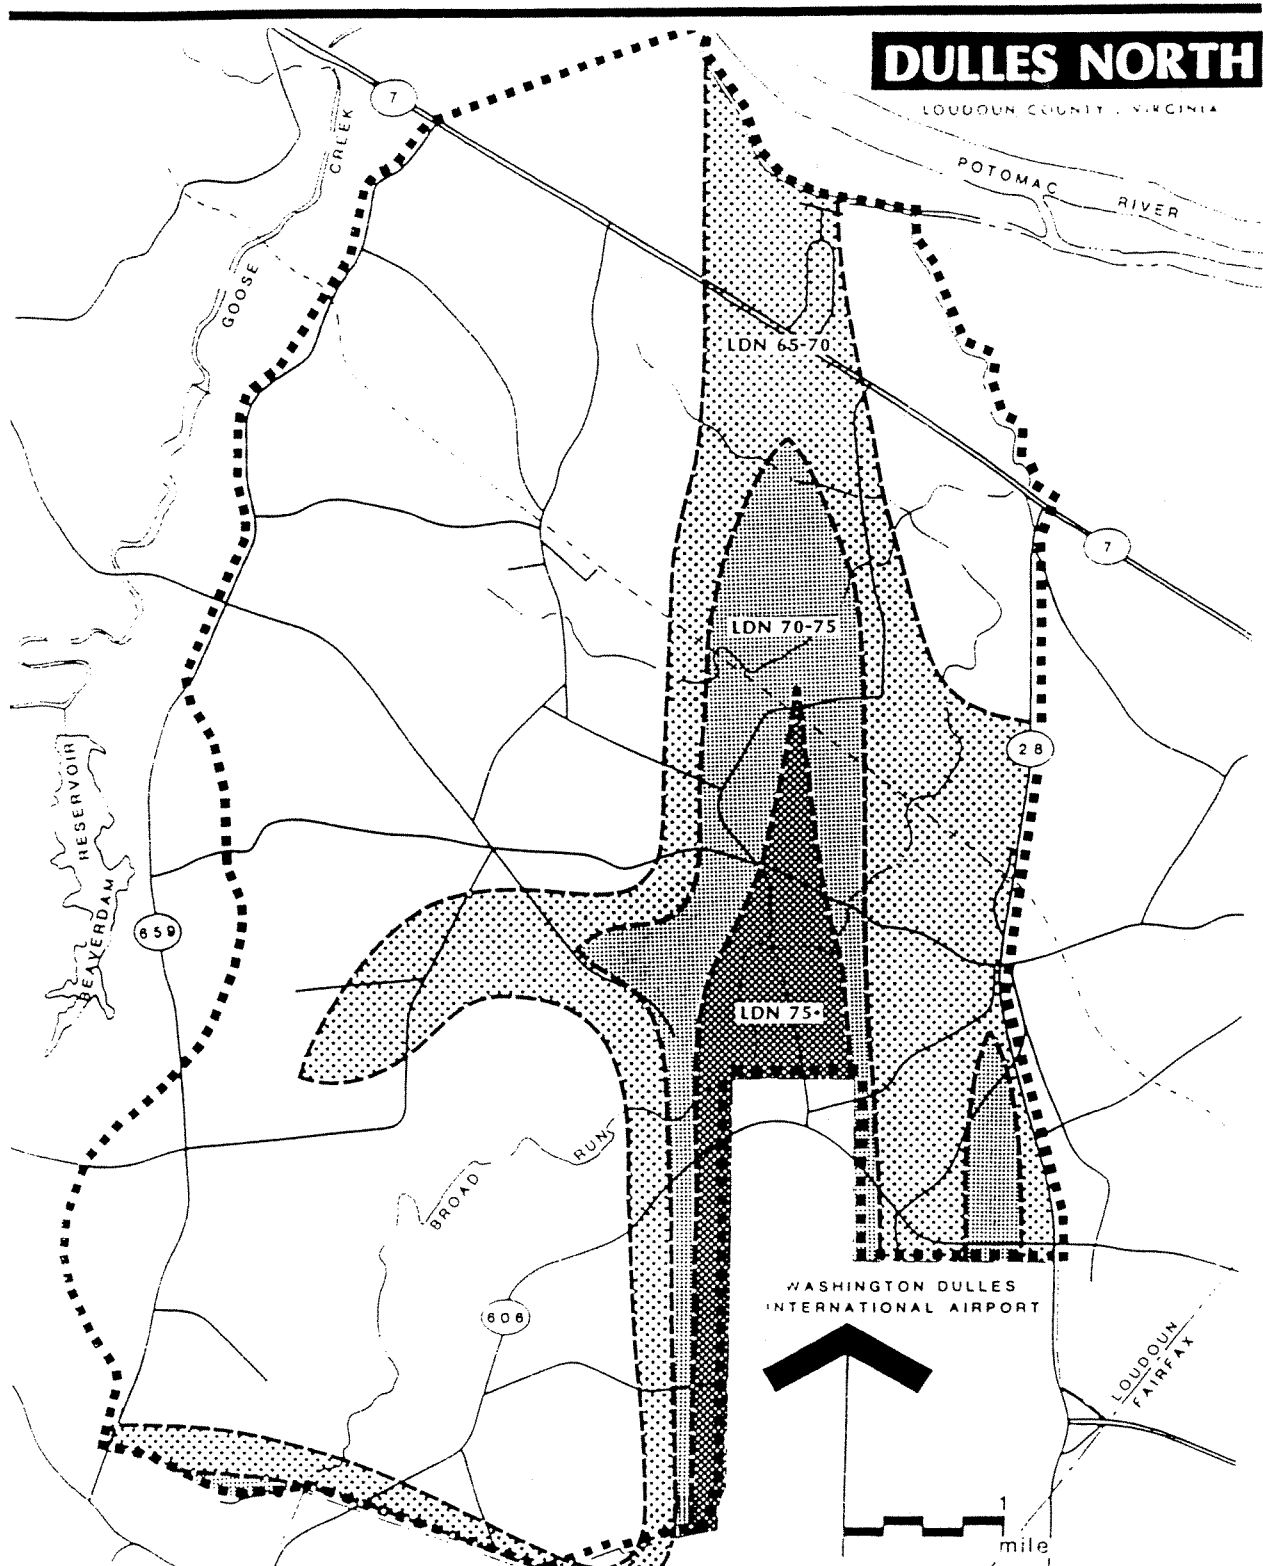 DULLES NORTH
LOUDOUN COUNTY, VIRGINIA
7
GOOSE
CREEK
POTOMAC
RIVER
LDN 65-70
7
LDN 70-75
28
BEAVERDAM
RESERVOIR
659
LDN 75+
BROAD
RUN
606
WASHINGTON DULLES
INTERNATIONAL AIRPORT
LOUDOUN
FAIRFAX
1
mile